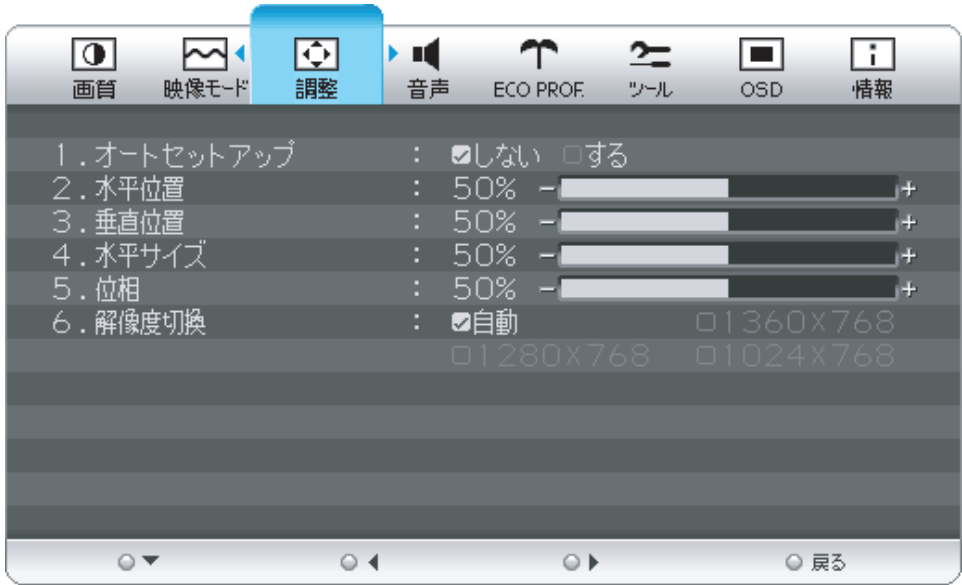 画質 映像モード 調整 音声 ECO PROF. ツール OSD 情報
1.オートセットアップ : しない する
2.水平位置 : 50% − +
3.垂直位置 : 50% − +
4.水平サイズ : 50% − +
5.位相 : 50% − +
6.解像度切換 : 自動 1360X768
1280X768 1024X768
戻る